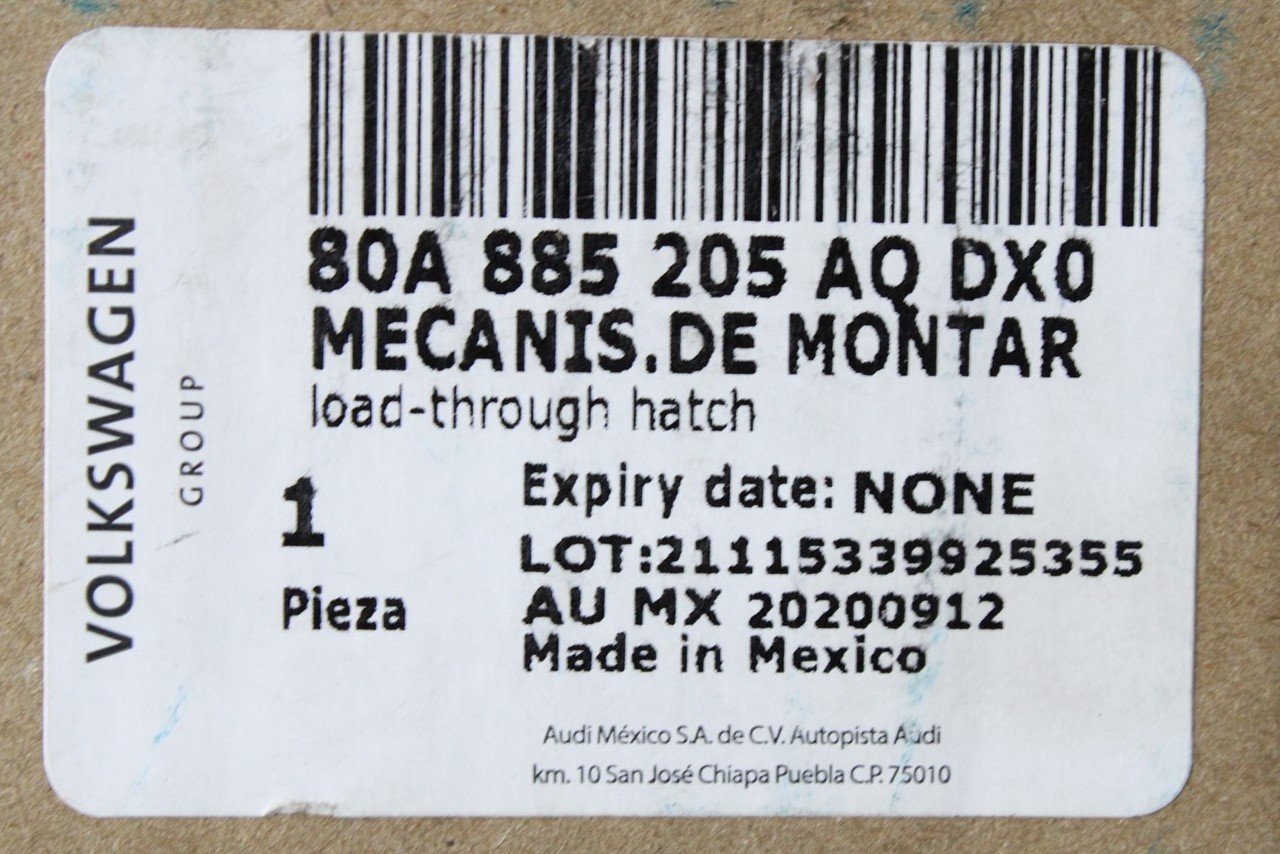 VOLKSWAGEN
GROUP
80A 885 205 AQ DX0
MECANIS.DE MONTAR
load-through hatch
1
Pieza
Expiry date: NONE
LOT:21115339925355
AU MX 20200912
Made in Mexico
Audi México S.A. de C.V. Autopista Audi
km. 10 San José Chiapa Puebla C.P. 75010